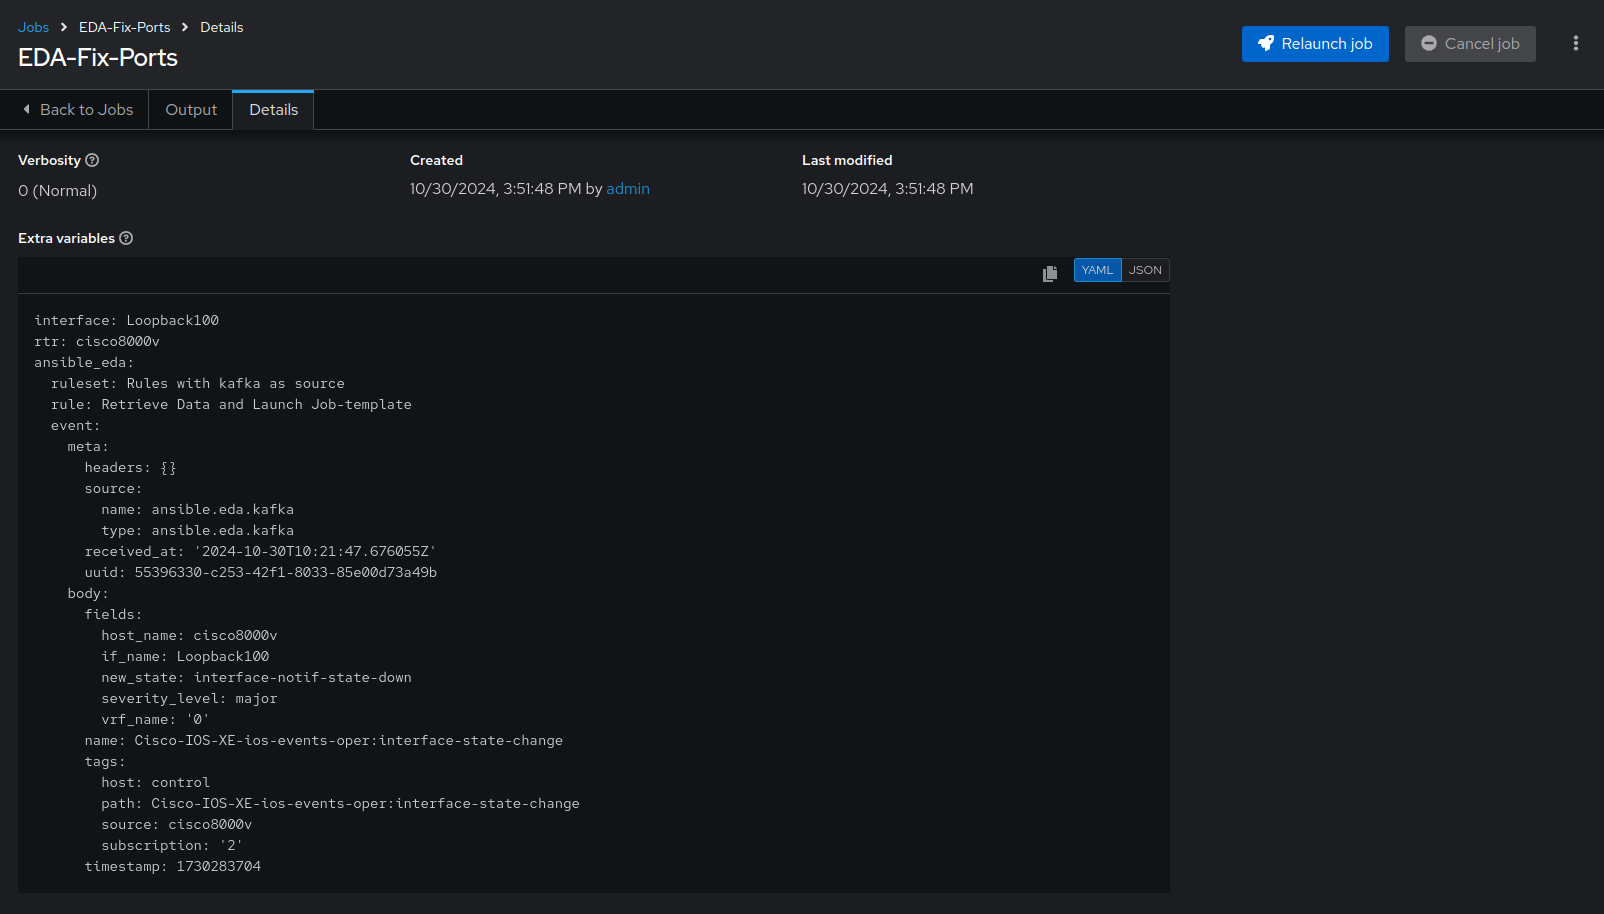 Jobs > EDA-Fix-Ports > Details
EDA-Fix-Ports
Relaunch job
Cancel job
Back to Jobs
Output
Details
Verbosity
Created
Last modified
0 (Normal)
10/30/2024, 3:51:48 PM by admin
10/30/2024, 3:51:48 PM
Extra variables
YAML
JSON
interface: Loopback100
rtr: cisco8000v
ansible_eda:
  ruleset: Rules with kafka as source
  rule: Retrieve Data and Launch Job-template
  event:
    meta:
      headers: {}
      source:
        name: ansible.eda.kafka
        type: ansible.eda.kafka
      received_at: '2024-10-30T10:21:47.676055Z'
      uuid: 55396330-c253-42f1-8033-85e00d73a49b
    body:
      fields:
        host_name: cisco8000v
        if_name: Loopback100
        new_state: interface-notif-state-down
        severity_level: major
        vrf_name: '0'
      name: Cisco-IOS-XE-ios-events-oper:interface-state-change
      tags:
        host: control
        path: Cisco-IOS-XE-ios-events-oper:interface-state-change
        source: cisco8000v
        subscription: '2'
      timestamp: 1730283704